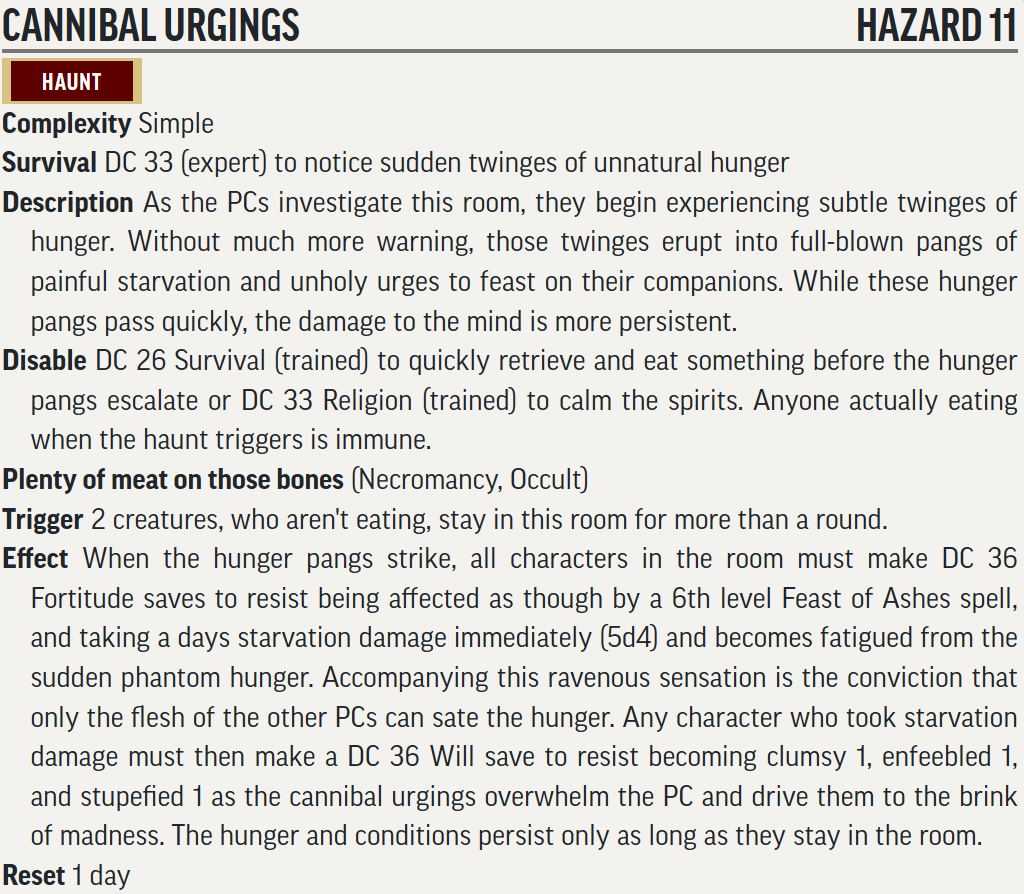 CANNIBAL URGINGS HAZARD 11
HAUNT
Complexity Simple
Survival DC 33 (expert) to notice sudden twinges of unnatural hunger
Description As the PCs investigate this room, they begin experiencing subtle twinges of
hunger. Without much more warning, those twinges erupt into full-blown pangs of
painful starvation and unholy urges to feast on their companions. While these hunger
pangs pass quickly, the damage to the mind is more persistent.
Disable DC 26 Survival (trained) to quickly retrieve and eat something before the hunger
pangs escalate or DC 33 Religion (trained) to calm the spirits. Anyone actually eating
when the haunt triggers is immune.
Plenty of meat on those bones (Necromancy, Occult)
Trigger 2 creatures, who aren't eating, stay in this room for more than a round.
Effect When the hunger pangs strike, all characters in the room must make DC 36
Fortitude saves to resist being affected as though by a 6th level Feast of Ashes spell,
and taking a days starvation damage immediately (5d4) and becomes fatigued from the
sudden phantom hunger. Accompanying this ravenous sensation is the conviction that
only the flesh of the other PCs can sate the hunger. Any character who took starvation
damage must then make a DC 36 Will save to resist becoming clumsy 1, enfeebled 1,
and stupefied 1 as the cannibal urgings overwhelm the PC and drive them to the brink
of madness. The hunger and conditions persist only as long as they stay in the room.
Reset 1 day